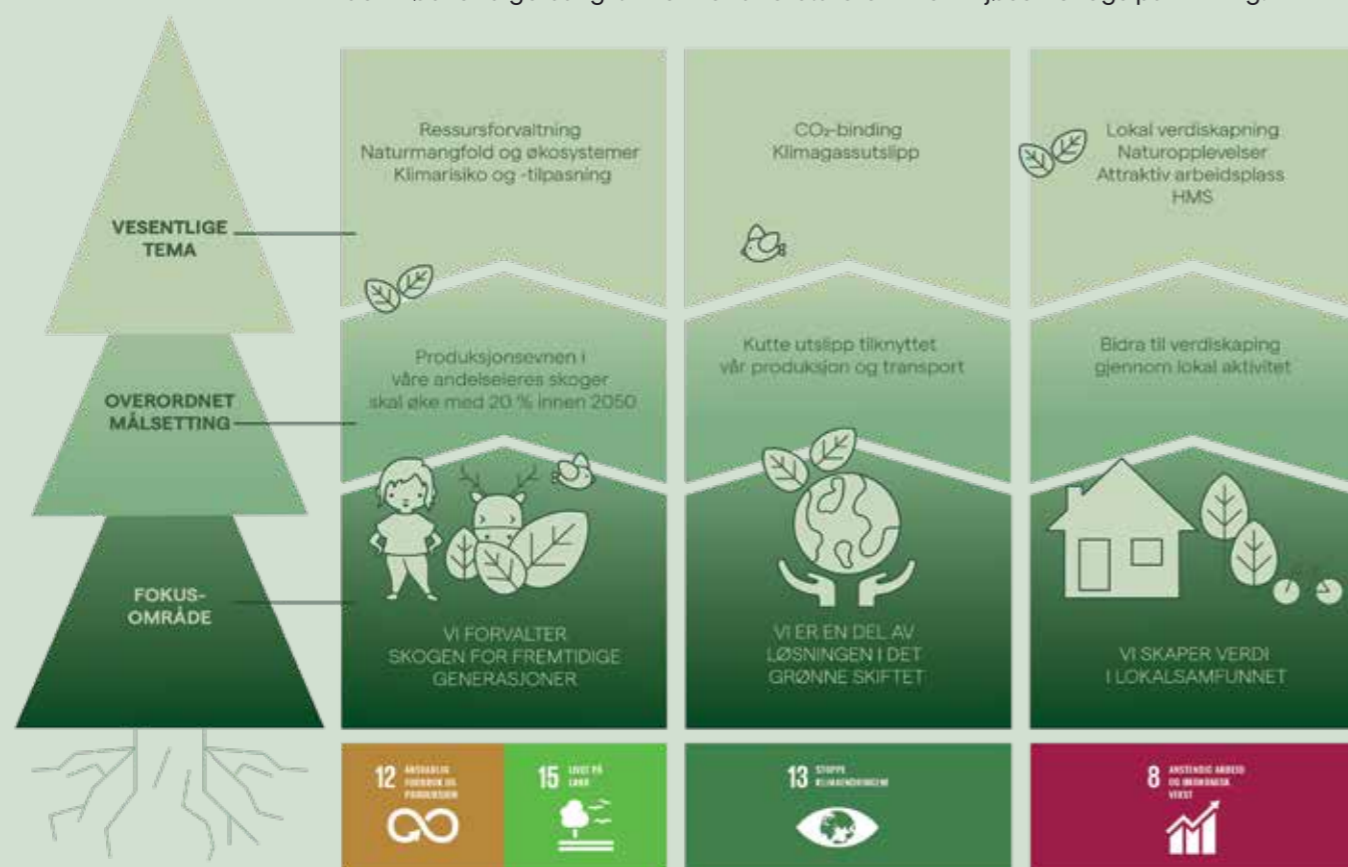 VESENTLIGE
TEMA
OVERORDNET
MÅLSETTING
FOKUS-
OMRÅDE
Ressursforvaltning
Naturmangfold og økosystemer
Klimarisiko og -tilpasning
Produksjonsevnen i
våre andelseieres skoger
skal øke med 20 % innen 2050
VI FORVALTER
SKOGEN FOR FREMTIDIGE
GENERASJONER
CO₂-binding
Klimagassutslipp
Kutte utslipp tilknyttet
vår produksjon og transport
VI ER EN DEL AV
LØSNINGEN I DET
GRØNNE SKIFTET
Lokal verdiskapning
Naturopplevelser
Attraktiv arbeidsplass
HMS
Bidra til verdiskaping
gjennom lokal aktivitet
VI SKAPER VERDI
I LOKALSAMFUNNET
12 ANSVARLIG
FORBRUK OG
PRODUKSJON
15 LIVET PÅ
LAND
13 STOPPE
KLIMAENDRINGENE
8 ANSTENDIG ARBEID
OG ØKONOMISK
VEKST